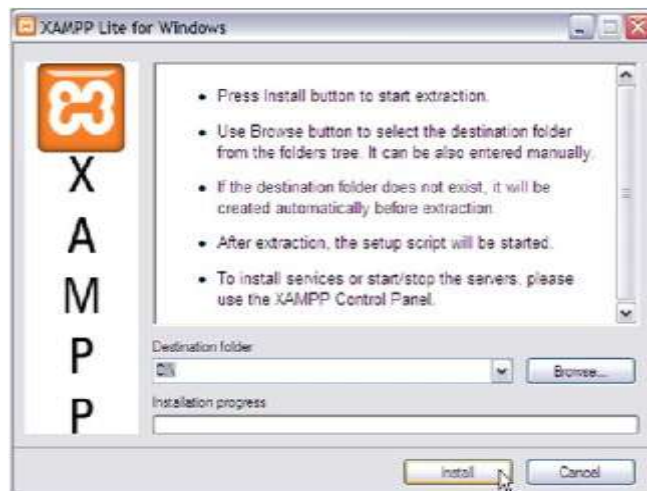 XAMPP Lite for Windows
X
A
M
P
P
• Press Install button to start extraction.
• Use Browse button to select the destination folder
from the folders tree. It can be also entered manually.
• If the destination folder does not exist, it will be
created automatically before extraction.
• After extraction, the setup script will be started.
• To install services or start/stop the servers, please
use the XAMPP Control Panel.
Destination folder
Browse...
Installation progress
Install
Cancel